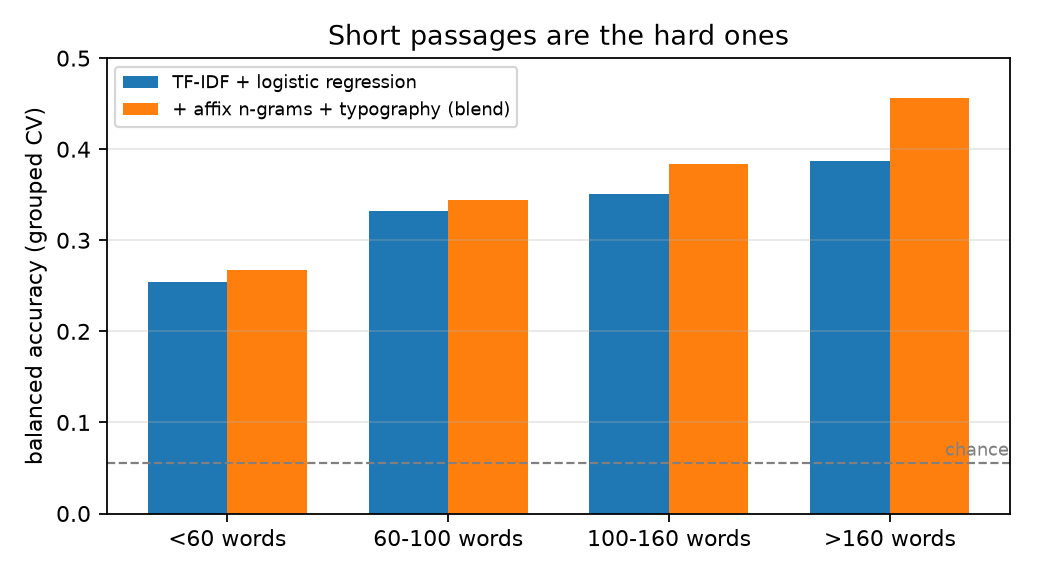 Short passages are the hard ones
TF-IDF + logistic regression
+ affix n-grams + typography (blend)
balanced accuracy (grouped CV)
0.5
0.4
0.3
0.2
0.1
0.0
chance
<60 words
60-100 words
100-160 words
>160 words